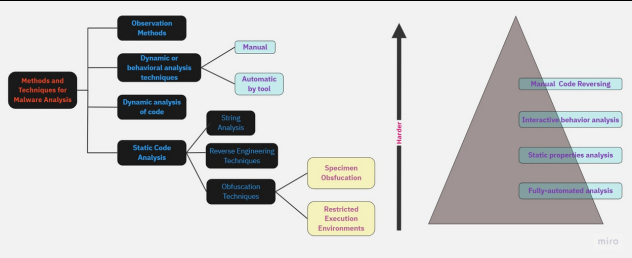 Observation
Methods
Methods and
Techniques for
Malware Analysis
Dynamic or
behavioral analysis
techniques
Manual
Automatic
by tool
Dynamic analysis
of code
Static Code
Analysis
String
Analysis
Reverse Engineering
Techniques
Obfuscation
Techniques
Specimen
Obsfucation
Restricted
Execution
Environments
Harder
Manual Code Reversing
Interactive behavior analysis
Static properties analysis
Fully-automated analysis
miro